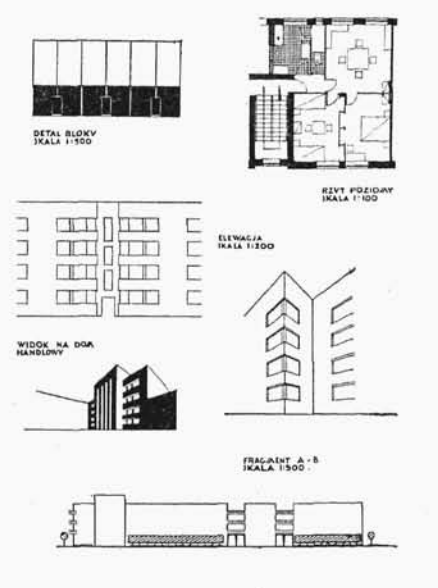 DETAL BLOKU
SKALA 1:500
RZUT POZIOMY
SKALA 1:100
ELEWACJA
SKALA 1:200
WIDOK NA DOM
HANDLOWY
FRAGMENT A-B
SKALA 1:500.